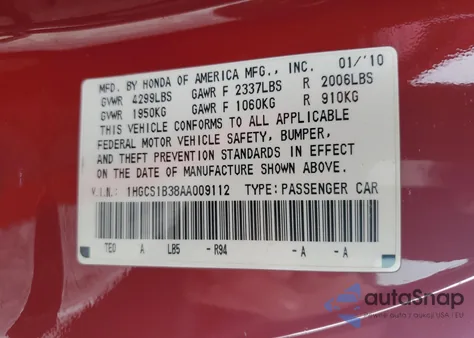 MFD. BY HONDA OF AMERICA MFG., INC. 01/'10
GVWR 4299LBS GAWR F 2337LBS R 2006LBS
GVWR 1950KG GAWR F 1060KG R 910KG
THIS VEHICLE CONFORMS TO ALL APPLICABLE
FEDERAL MOTOR VEHICLE SAFETY, BUMPER,
AND THEFT PREVENTION STANDARDS IN EFFECT
ON THE DATE OF MANUFACTURE SHOWN ABOVE.
V.I.N.: 1HGCS1B38AA009112 TYPE:PASSENGER CAR
TE0 A LB5 - R94 - A - A
autoSnap